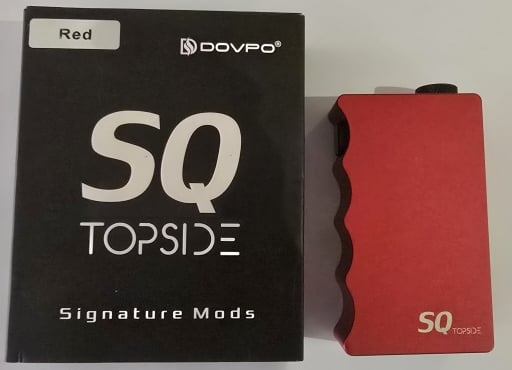 Red
DOVPO®
SQ
TOPSIDE
Signature Mods
SQ TOPSIDE